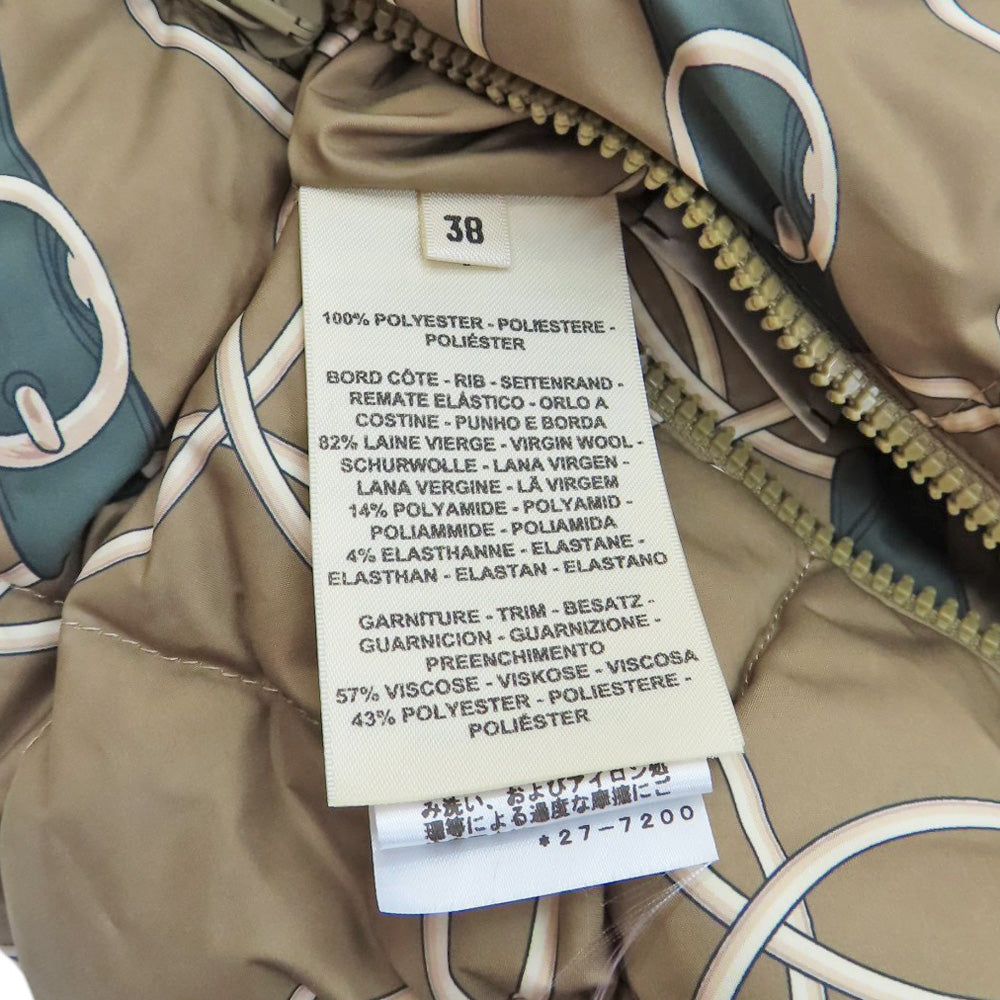 38
100% POLYESTER - POLIESTERE -
POLIÉSTER
BORD CÔTE - RIB - SEITENRAND -
REMATE ELÁSTICO - ORLO A
COSTINE - PUNHO E BORDA
82% LAINE VIERGE - VIRGIN WOOL -
SCHURWOLLE - LANA VIRGEN -
LANA VERGINE - LÃ VIRGEM
14% POLYAMIDE - POLYAMID -
POLIAMMIDE - POLIAMIDA
4% ELASTHANNE - ELASTANE -
ELASTHAN - ELASTAN - ELASTANO
GARNITURE - TRIM - BESATZ -
GUARNICION - GUARNIZIONE -
PREENCHIMENTO
57% VISCOSE - VISKOSE - VISCOSA
43% POLYESTER - POLIESTERE -
POLIÉSTER
み洗い、およびアイロン処
理等による過度な摩擦にご
*27-7200